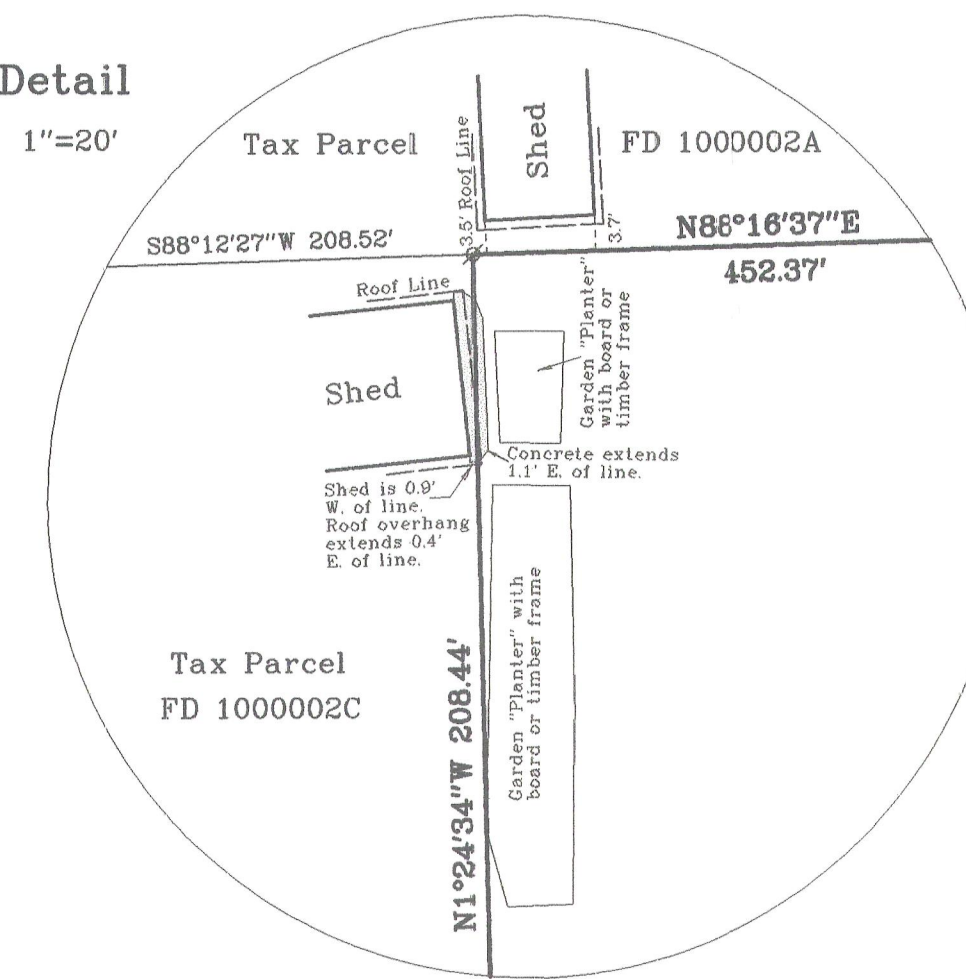 Detail
1"=20'
Tax Parcel
3.5' Roof Line
Shed
FD 1000002A
3.7'
S88°12'27"W 208.52'
N88°16'37"E
452.37'
Roof Line
Shed
Garden "Planter"
with board or
timber frame
Concrete extends
1.1' E. of line.
Shed is 0.9'
W. of line.
Roof overhang
extends 0.4'
E. of line.
Garden "Planter" with
board or timber frame
Tax Parcel
FD 1000002C
N1°24'34"W 208.44'